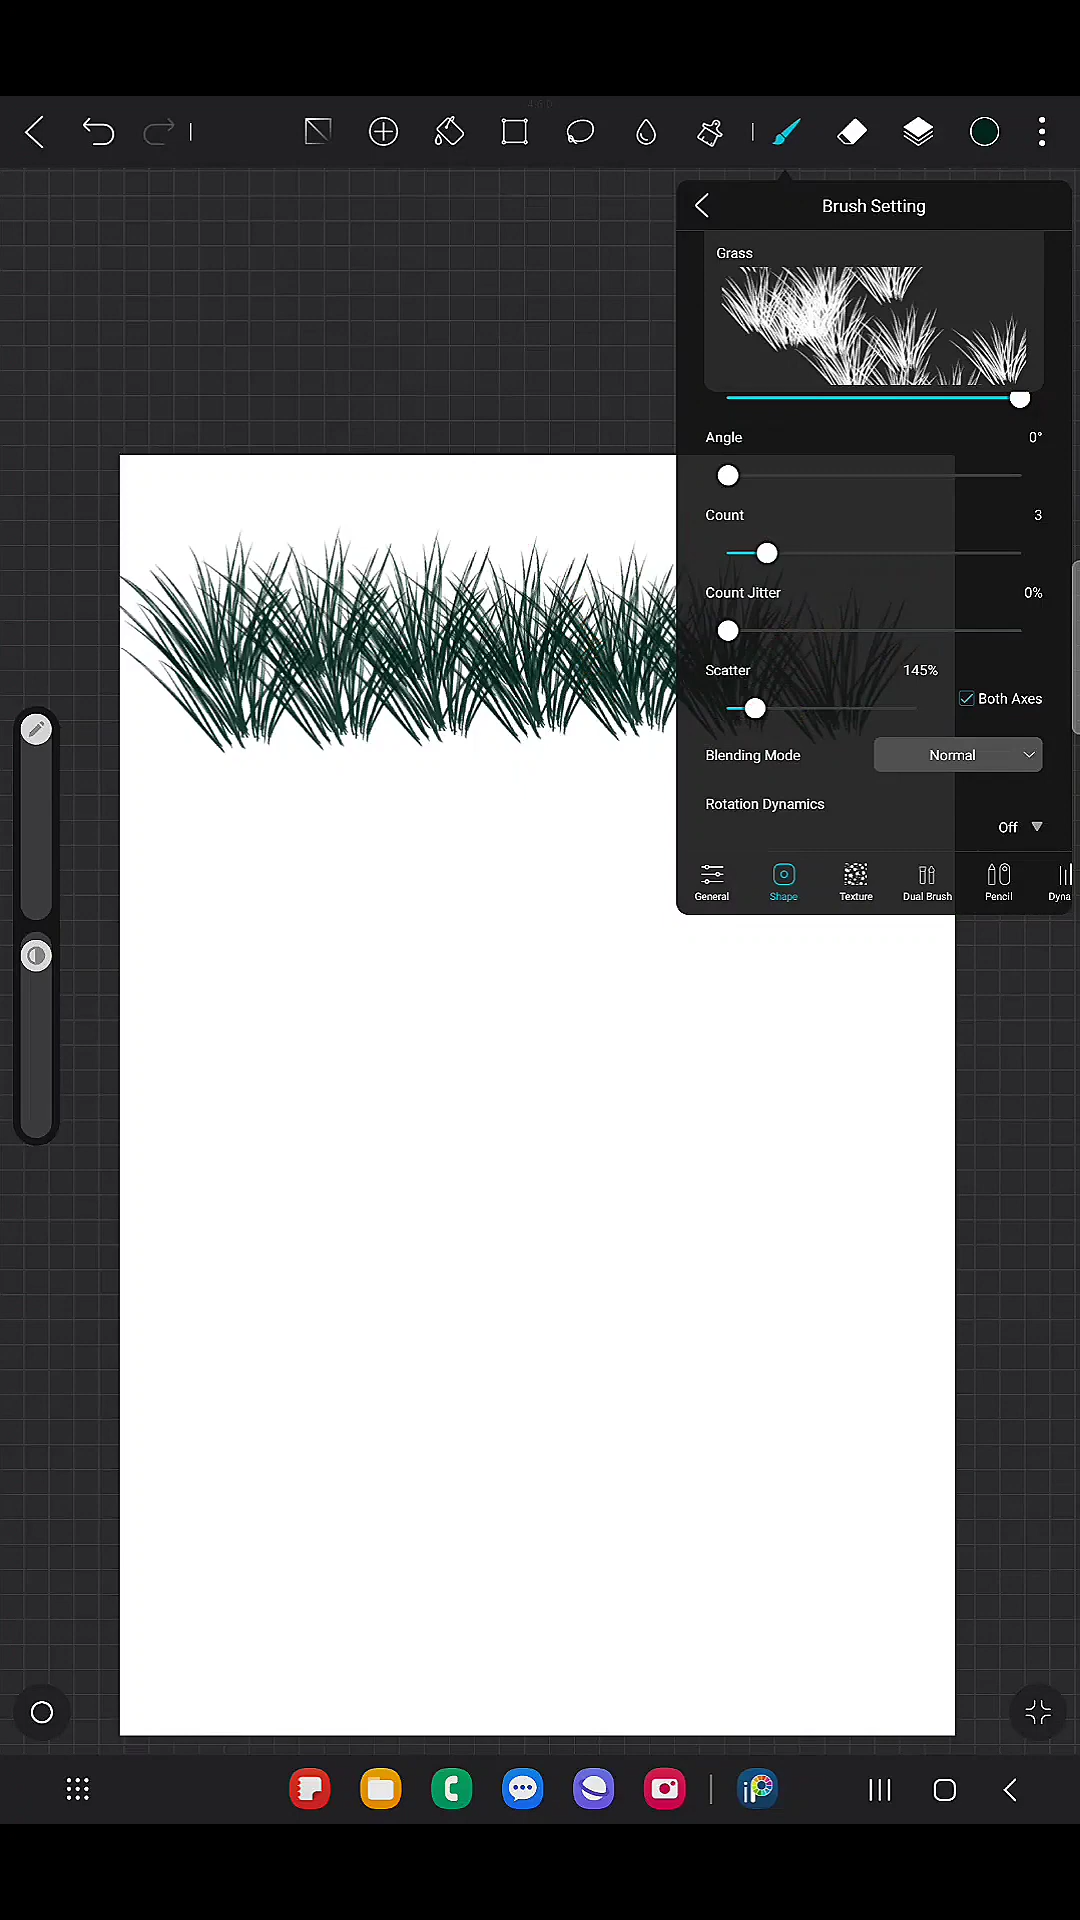 Brush Setting
Grass
Angle 0°
Count 3
Count Jitter 0%
Scatter 145%
Both Axes
Blending Mode Normal
Rotation Dynamics
Off
General Shape Texture Dual Brush Pencil Dyna